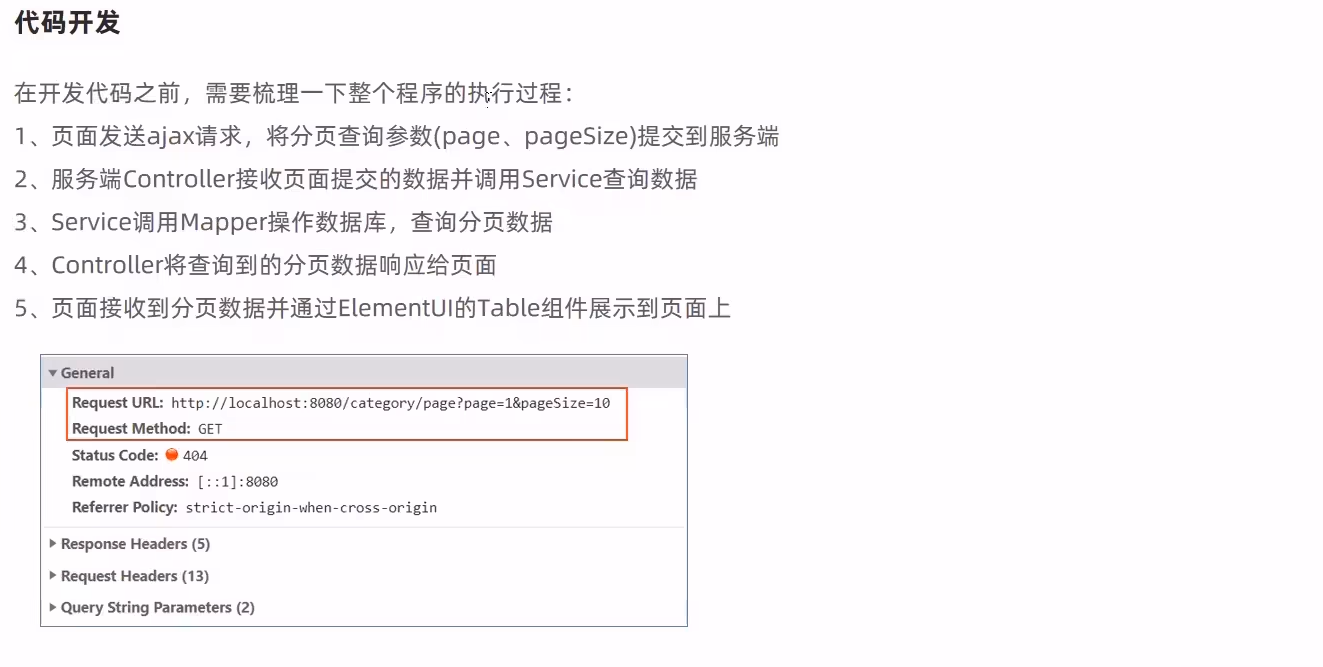 代码开发
在开发代码之前，需要梳理一下整个程序的执行过程：
1、页面发送ajax请求，将分页查询参数(page、pageSize)提交到服务端
2、服务端Controller接收页面提交的数据并调用Service查询数据
3、Service调用Mapper操作数据库，查询分页数据
4、Controller将查询到的分页数据响应给页面
5、页面接收到分页数据并通过ElementUI的Table组件展示到页面上
General
Request URL: http://localhost:8080/category/page?page=1&pageSize=10
Request Method: GET
Status Code: 404
Remote Address: [::1]:8080
Referrer Policy: strict-origin-when-cross-origin
Response Headers (5)
Request Headers (13)
Query String Parameters (2)